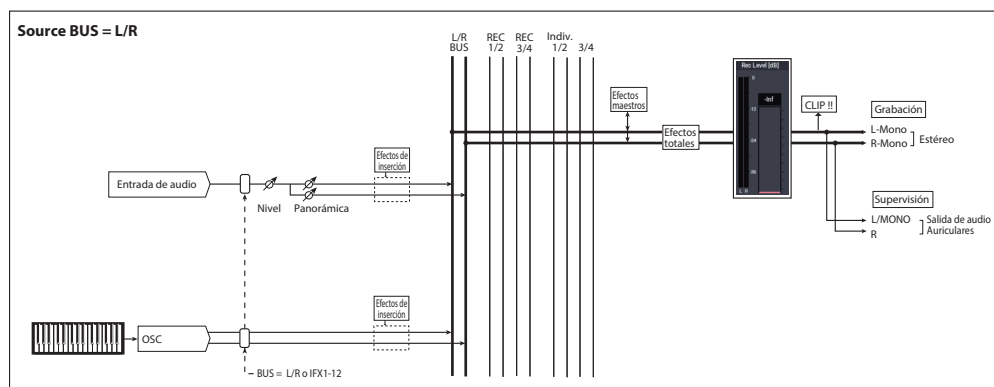 Source BUS = L/R
L/R
BUS
REC
1/2
REC
3/4
Indiv.
1/2
3/4
Rec Level [dB]
0
-Inf
-12
L R
Efectos
maestros
Efectos
totales
CLIP !!
Grabación
L-Mono
R-Mono
Estéreo
Efectos de
inserción
Entrada de audio
Nivel
Panorámica
Supervisión
L/MONO
R
Salida de audio
Auriculares
Efectos de
inserción
OSC
BUS = L/R o IFX1-12